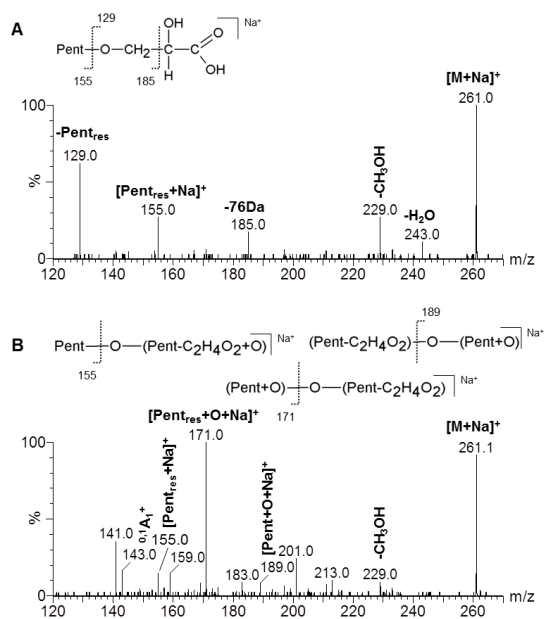 A
OH
Na⁺
129
Pent O CH₂ C C O
H OH
155 185
[M+Na]⁺
261.0
100
-Pentᵣₑₛ
129.0
[Pentᵣₑₛ+Na]⁺
155.0
-76Da
185.0
-CH₃OH
229.0
-H₂O
243.0
%
0
120 140 160 180 200 220 240 260 m/z
B
Pent—O—(Pent-C₂H₄O₂+O) Na⁺
155
189
(Pent-C₂H₄O₂)—O—(Pent+O) Na⁺
(Pent+O)—O—(Pent-C₂H₄O₂) Na⁺
171
[Pentᵣₑₛ+O+Na]⁺
171.0
[M+Na]⁺
261.1
100
141.0
143.0
⁰,¹A₁⁺
[Pentᵣₑₛ+Na]⁺
155.0
159.0
183.0
[Pent+O+Na]⁺
189.0
201.0
213.0
-CH₃OH
229.0
%
0
120 140 160 180 200 220 240 260 m/z